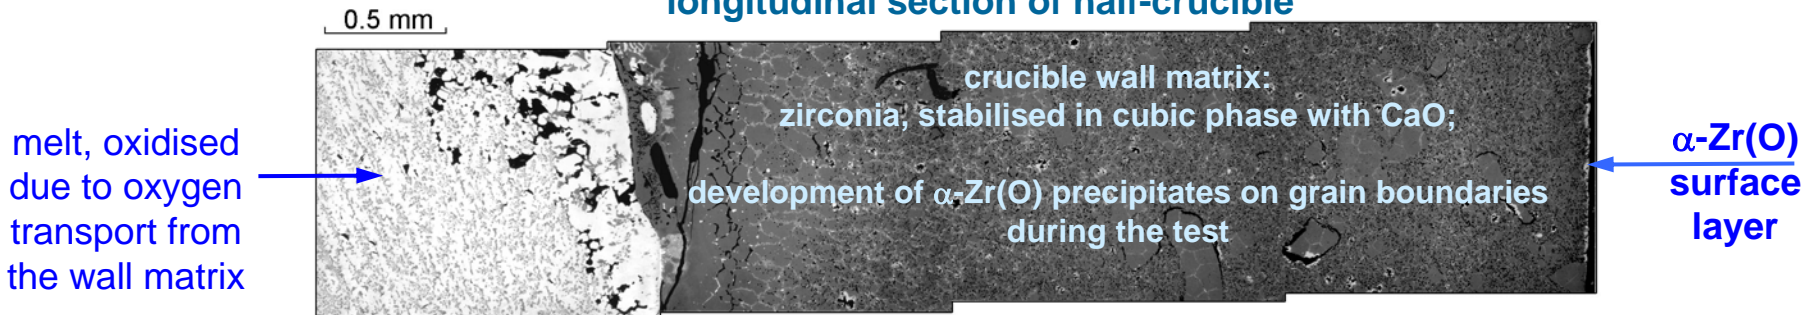 longitudinal section of half-crucible
0.5 mm
crucible wall matrix:
zirconia, stabilised in cubic phase with CaO;
development of α-Zr(O) precipitates on grain boundaries
during the test
melt, oxidised
due to oxygen
transport from
the wall matrix
α-Zr(O)
surface
layer